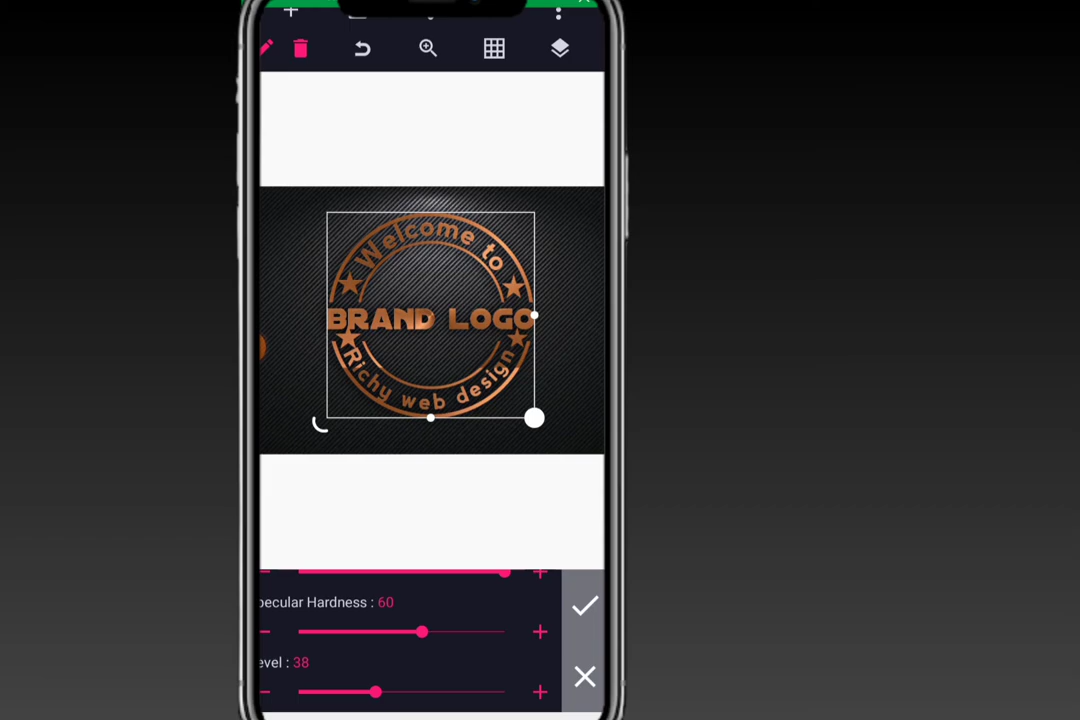 Welcome to
BRAND LOGO
Richy web design
pecular Hardness : 60
evel : 38